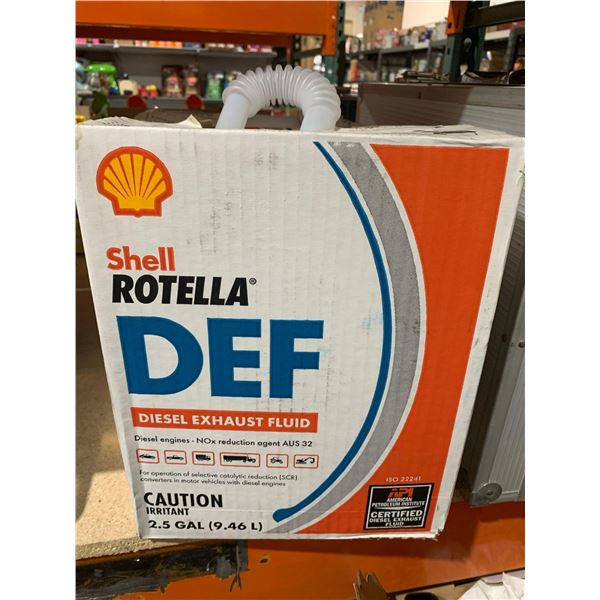 Shell
ROTELLA®
DEF
DIESEL EXHAUST FLUID
Diesel engines - NOx reduction agent AUS 32
For operation of selective catalytic reduction (SCR)
converters in motor vehicles with diesel engines
CAUTION
IRRITANT
2.5 GAL (9.46 L)
ISO 22241
API
AMERICAN
PETROLEUM INSTITUTE
CERTIFIED
DIESEL EXHAUST
FLUID